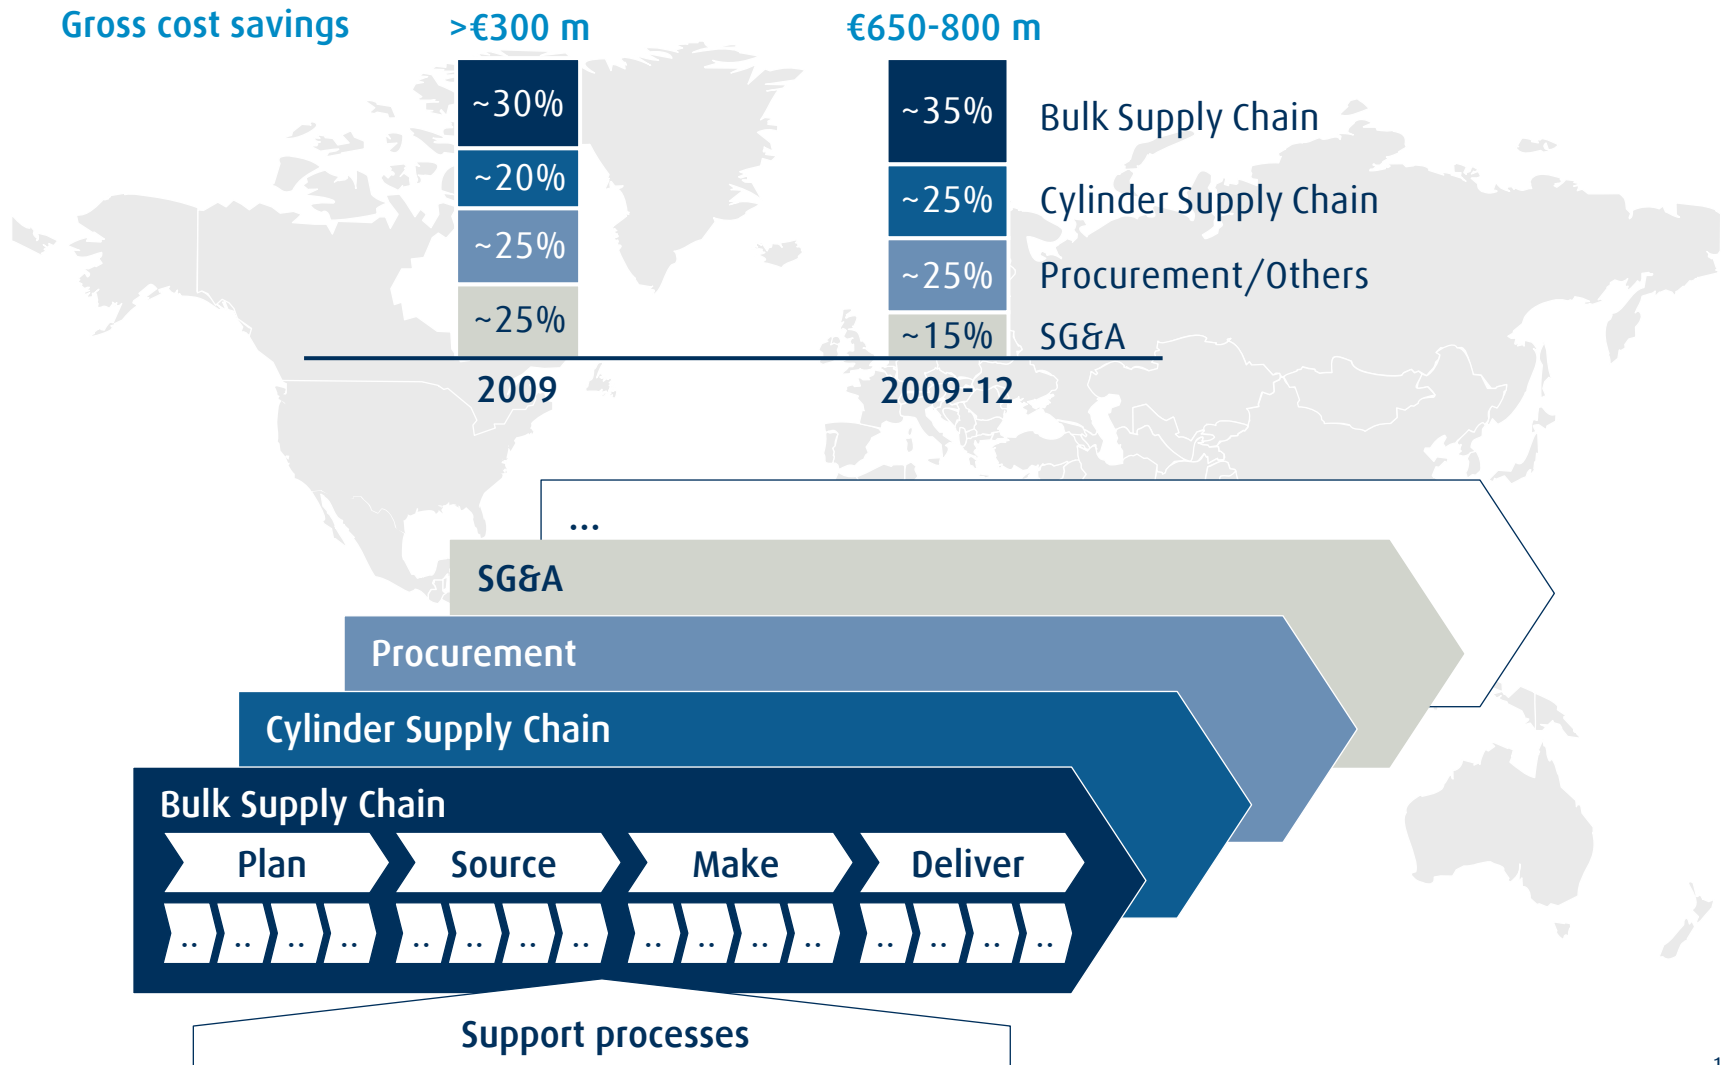 Gross cost savings >€300 m €650-800 m
~30% ~35% Bulk Supply Chain
~20% ~25% Cylinder Supply Chain
~25% ~25% Procurement/Others
~25% ~15% SG&A
2009 2009-12
...
SG&A
Procurement
Cylinder Supply Chain
Bulk Supply Chain
Plan Source Make Deliver
.. .. .. .. .. .. .. .. .. .. .. .. .. .. .. ..
Support processes
1